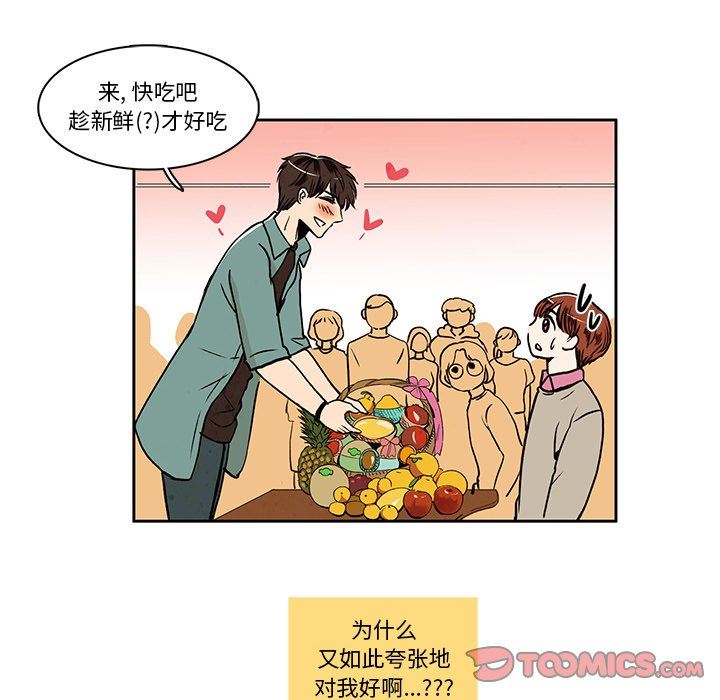 来, 快吃吧
趁新鲜(?)才好吃
为什么
又如此夸张地
对我好啊...???
TOOMICS.COM